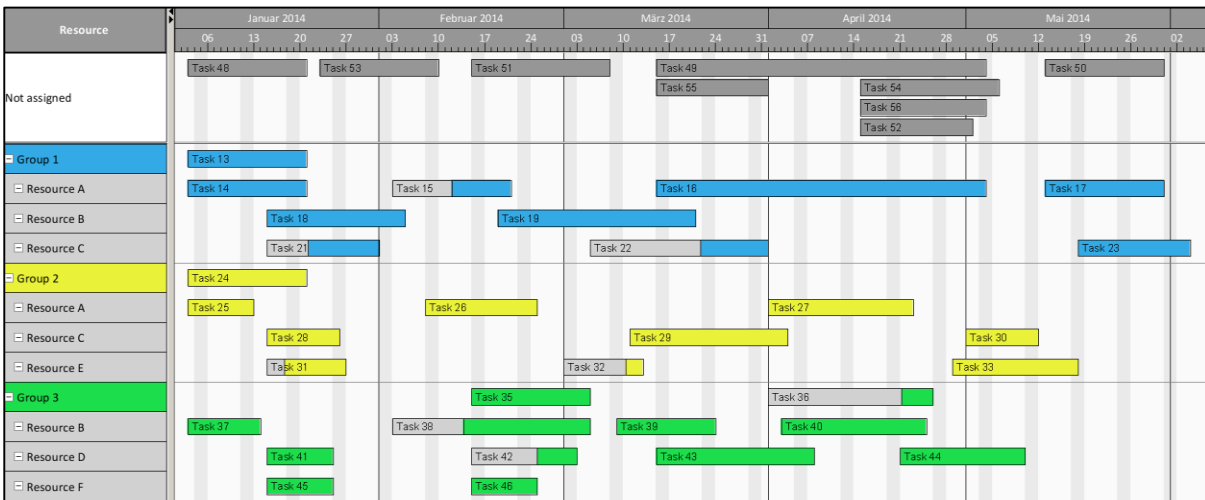 Resource
Januar 2014 Februar 2014 März 2014 April 2014 Mai 2014
06 13 20 27 03 10 17 24 03 10 17 24 31 07 14 21 28 05 12 19 26 02
Not assigned
Task 48 Task 53 Task 51 Task 49 Task 50
Task 55 Task 54
Task 56
Task 52
Group 1 Task 13
Resource A Task 14 Task 15 Task 16 Task 17
Resource B Task 18 Task 19
Resource C Task 21 Task 22 Task 23
Group 2 Task 24
Resource A Task 25 Task 26 Task 27
Resource C Task 28 Task 29 Task 30
Resource E Task 31 Task 32 Task 33
Group 3 Task 35 Task 36
Resource B Task 37 Task 38 Task 39 Task 40
Resource D Task 41 Task 42 Task 43 Task 44
Resource F Task 45 Task 46